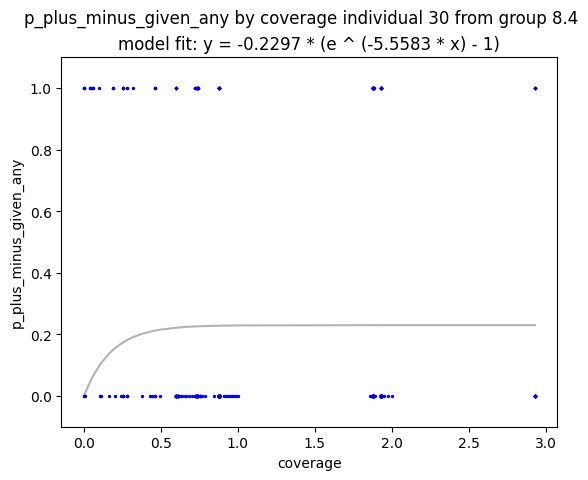 p_plus_minus_given_any by coverage individual 30 from group 8.4
model fit: y = -0.2297 * (e ^ (-5.5583 * x) - 1)
1.0
0.8
0.6
0.4
0.2
0.0
p_plus_minus_given_any
0.0 0.5 1.0 1.5 2.0 2.5 3.0
coverage